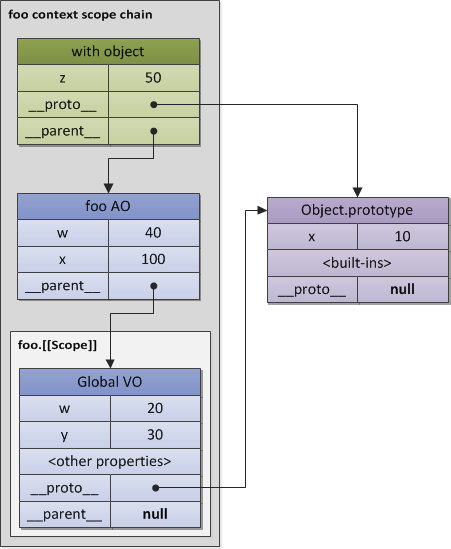 foo context scope chain
with object
z 50
__proto__
__parent__
foo AO
w 40
x 100
__parent__
foo.[[Scope]]
Global VO
w 20
y 30
<other properties>
__proto__
__parent__ null
Object.prototype
x 10
<built-ins>
__proto__ null